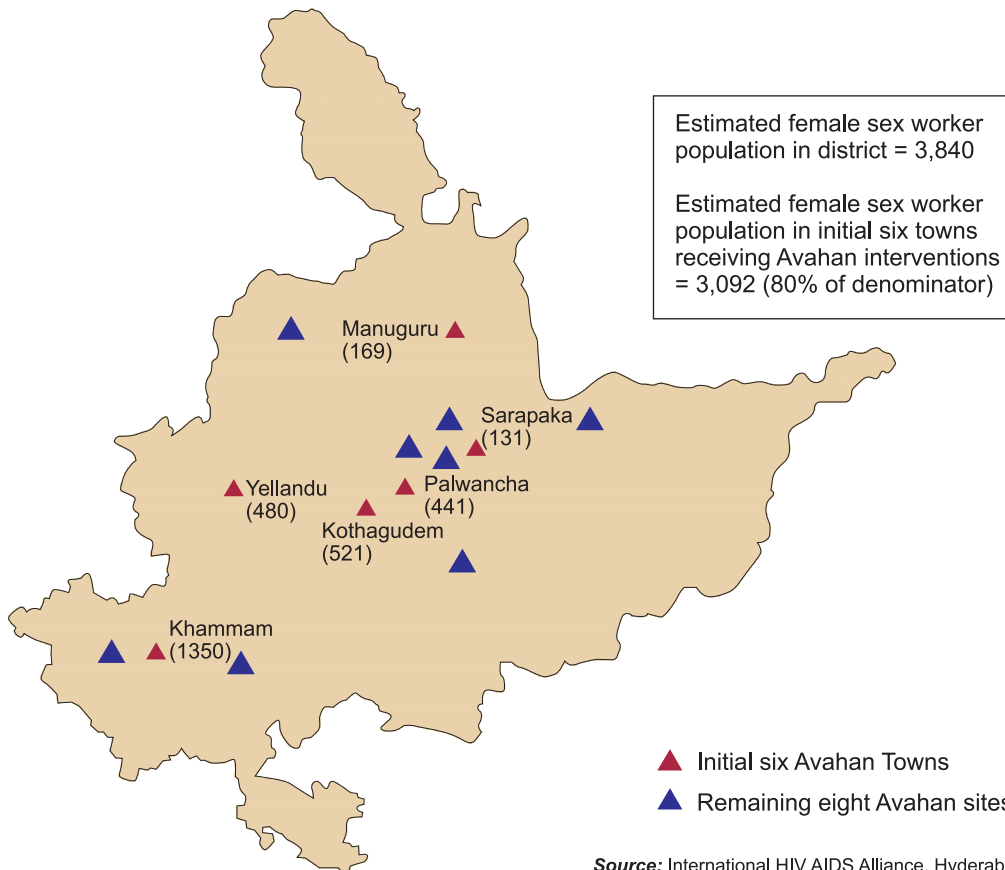 Estimated female sex worker
population in district = 3,840
Estimated female sex worker
population in initial six towns
receiving Avahan interventions
= 3,092 (80% of denominator)
Manuguru
(169)
Sarapaka
(131)
Yellandu
(480)
Palwancha
(441)
Kothagudem
(521)
Khammam
(1350)
Initial six Avahan Towns
Remaining eight Avahan sites
Source: International HIV AIDS Alliance, Hyderab